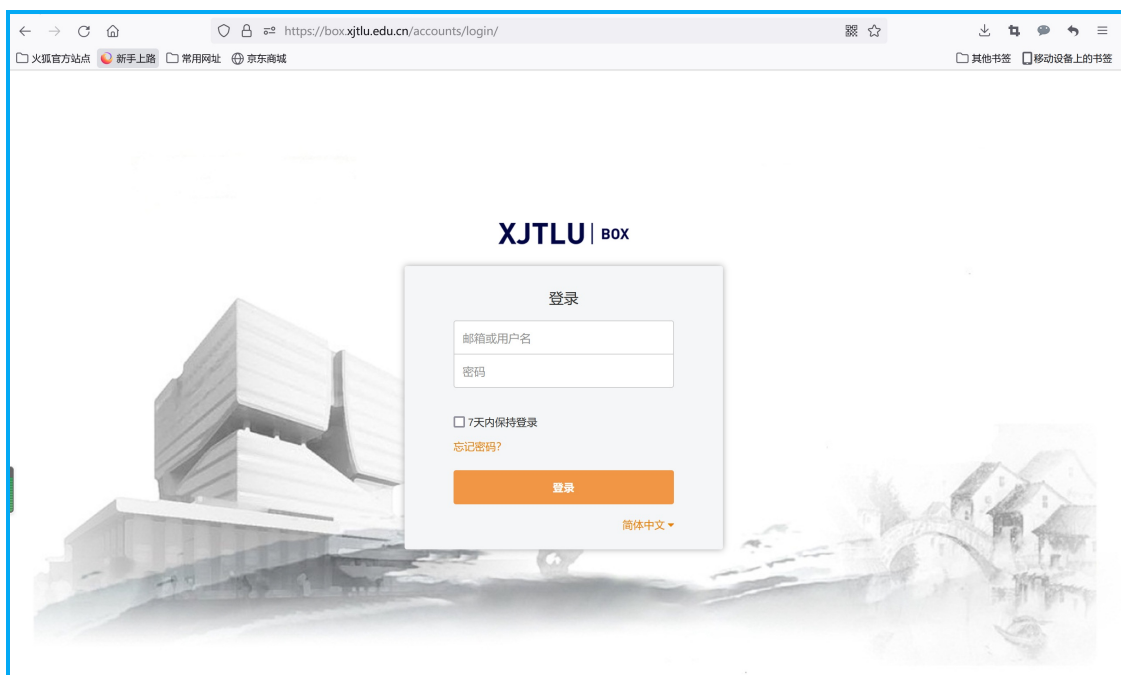 https://box.xjtlu.edu.cn/accounts/login/
火狐官方站点 新手上路 常用网址 京东商城 其他书签 移动设备上的书签
XJTLU | BOX
登录
邮箱或用户名
密码
7天内保持登录
忘记密码?
登录
简体中文